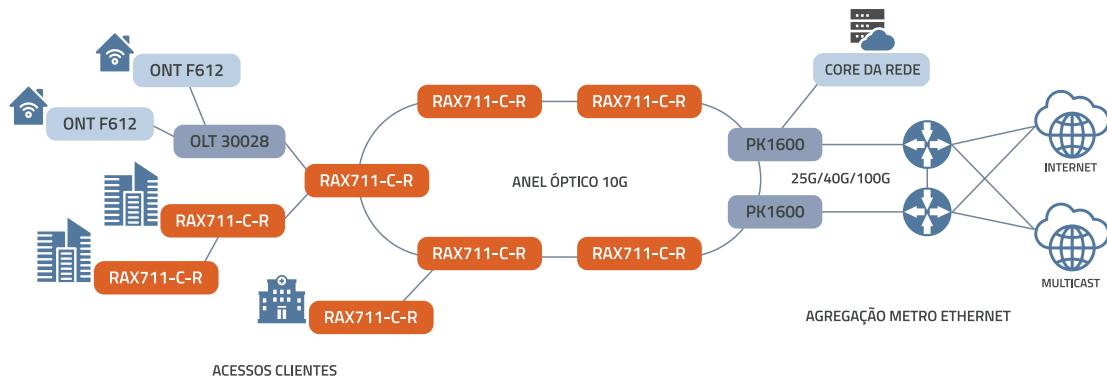 ONT F612
CORE DA REDE
RAX711-C-R
RAX711-C-R
ONT F612
OLT 30028
PK1600
INTERNET
RAX711-C-R
ANEL ÓPTICO 10G
25G/40G/100G
RAX711-C-R
PK1600
RAX711-C-R
RAX711-C-R
RAX711-C-R
MULTICAST
RAX711-C-R
AGREGAÇÃO METRO ETHERNET
ACESSOS CLIENTES